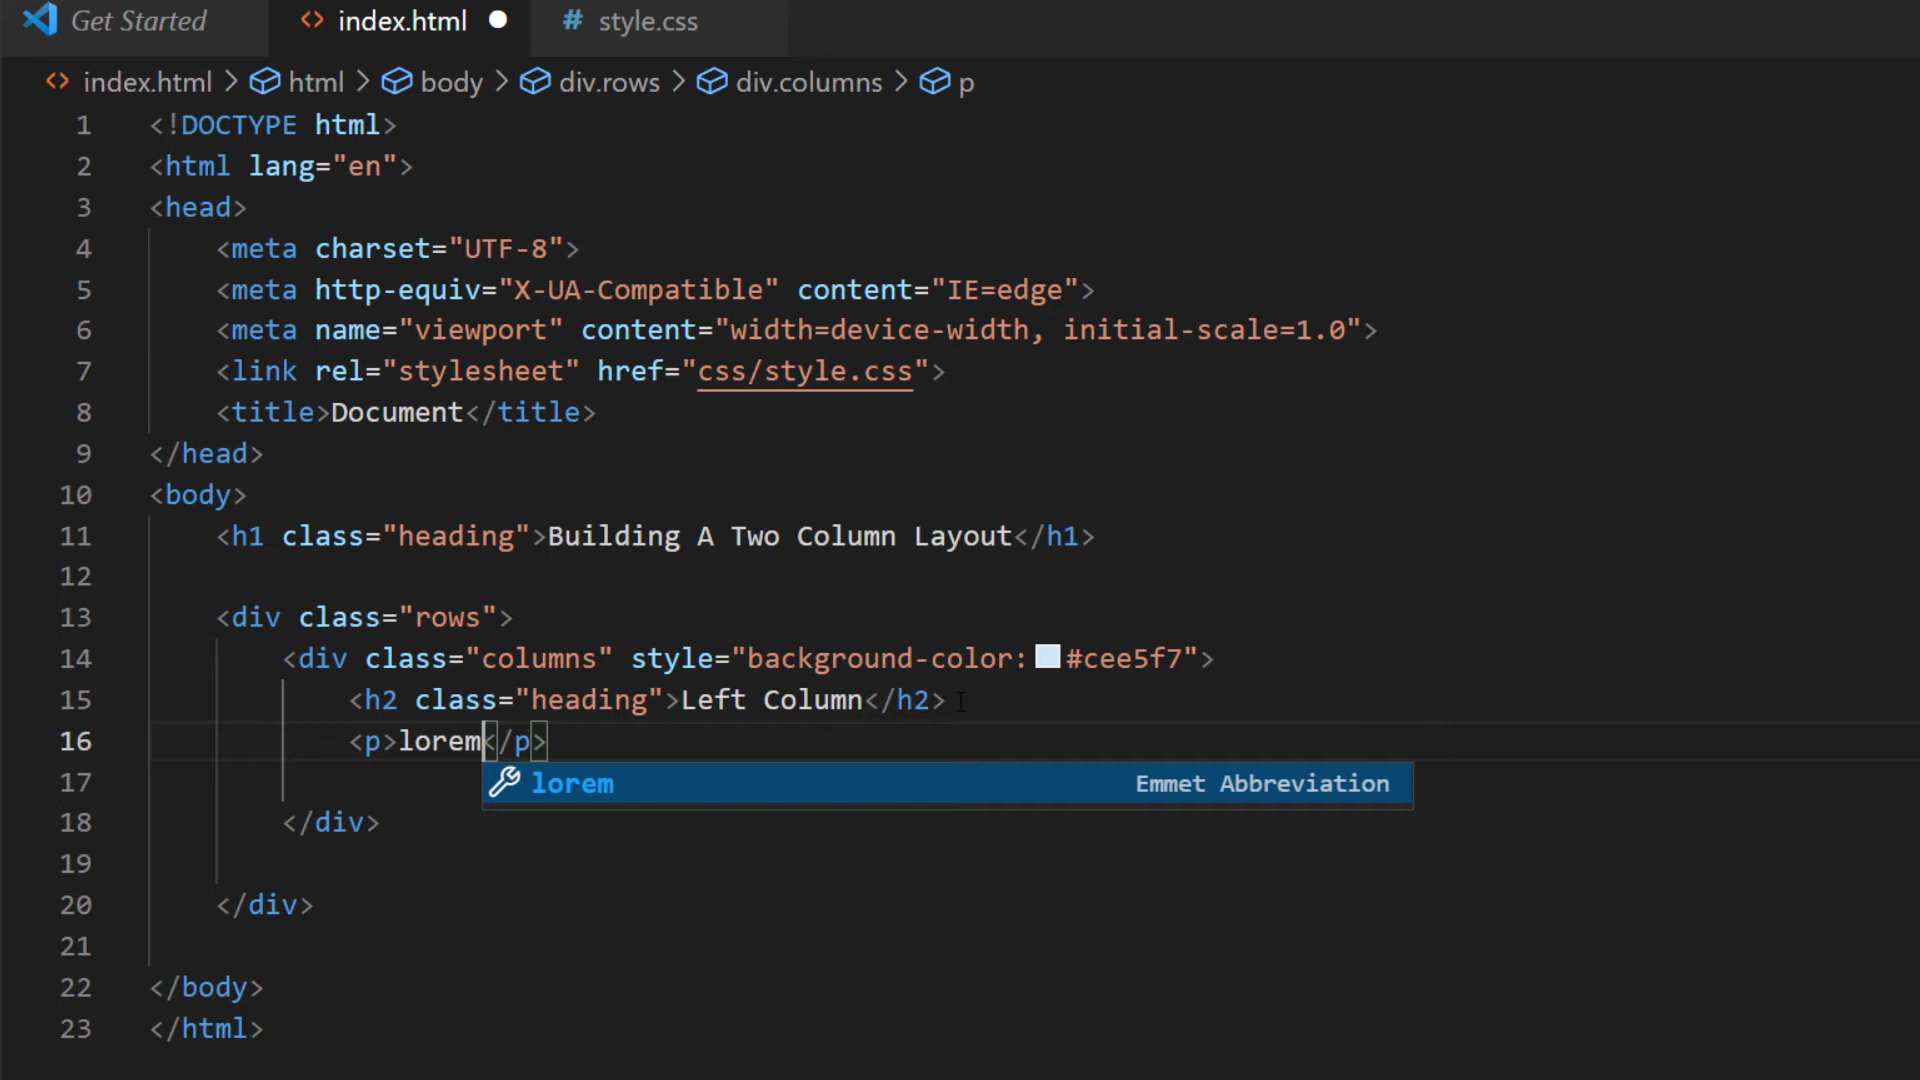 Get Started index.html style.css
index.html > html > body > div.rows > div.columns > p
1 <!DOCTYPE html>
2 <html lang="en">
3 <head>
4 <meta charset="UTF-8">
5 <meta http-equiv="X-UA-Compatible" content="IE=edge">
6 <meta name="viewport" content="width=device-width, initial-scale=1.0">
7 <link rel="stylesheet" href="css/style.css">
8 <title>Document</title>
9 </head>
10 <body>
11 <h1 class="heading">Building A Two Column Layout</h1>
12
13 <div class="rows">
14 <div class="columns" style="background-color: #cee5f7">
15 <h2 class="heading">Left Column</h2>
16 <p>lorem</p>
17 lorem Emmet Abbreviation
18 </div>
19
20 </div>
21
22 </body>
23 </html>